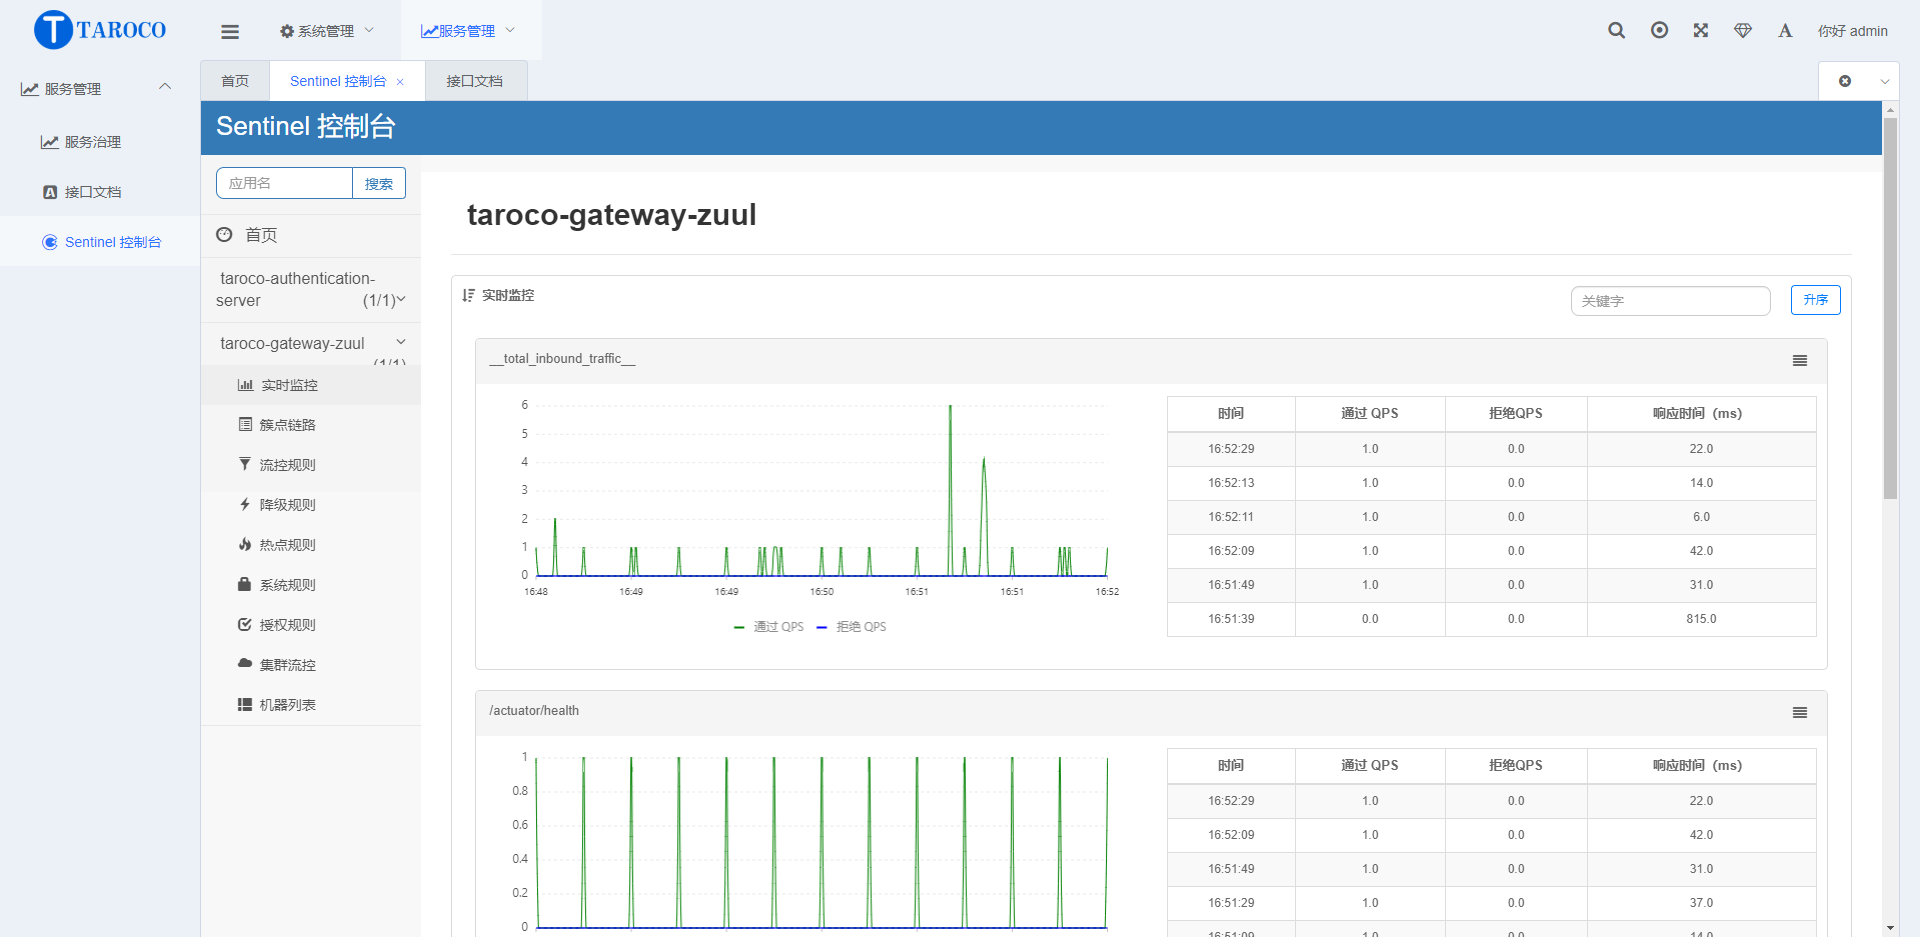 TAROCO
系统管理
服务管理
A
你好 admin
服务管理
服务治理
接口文档
Sentinel 控制台
首页
Sentinel 控制台 ×
接口文档
Sentinel 控制台
应用名
搜索
首页
taroco-authentication-
server (1/1)
taroco-gateway-zuul
(1/1)
实时监控
簇点链路
流控规则
降级规则
热点规则
系统规则
授权规则
集群流控
机器列表
taroco-gateway-zuul
实时监控
关键字
升序
__total_inbound_traffic__
6
5
4
3
2
1
0
16:48 16:49 16:49 16:50 16:51 16:51 16:52
通过 QPS 拒绝 QPS
时间 通过 QPS 拒绝QPS 响应时间（ms）
16:52:29 1.0 0.0 22.0
16:52:13 1.0 0.0 14.0
16:52:11 1.0 0.0 6.0
16:52:09 1.0 0.0 42.0
16:51:49 1.0 0.0 31.0
16:51:39 0.0 0.0 815.0
/actuator/health
1
0.8
0.6
0.4
0.2
0
时间 通过 QPS 拒绝QPS 响应时间（ms）
16:52:29 1.0 0.0 22.0
16:52:09 1.0 0.0 42.0
16:51:49 1.0 0.0 31.0
16:51:29 1.0 0.0 37.0
16:51:09 1.0 0.0 14.0